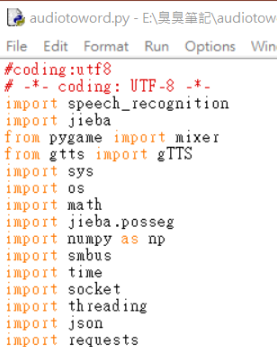 audiotoword.py - E:\臭臭筆記\audiotow
File Edit Format Run Options Win
#coding:utf8
# -*- coding: UTF-8 -*-
import speech_recognition
import jieba
from pygame import mixer
from gtts import gTTS
import sys
import os
import math
import jieba.posseg
import numpy as np
import smbus
import time
import socket
import threading
import json
import requests